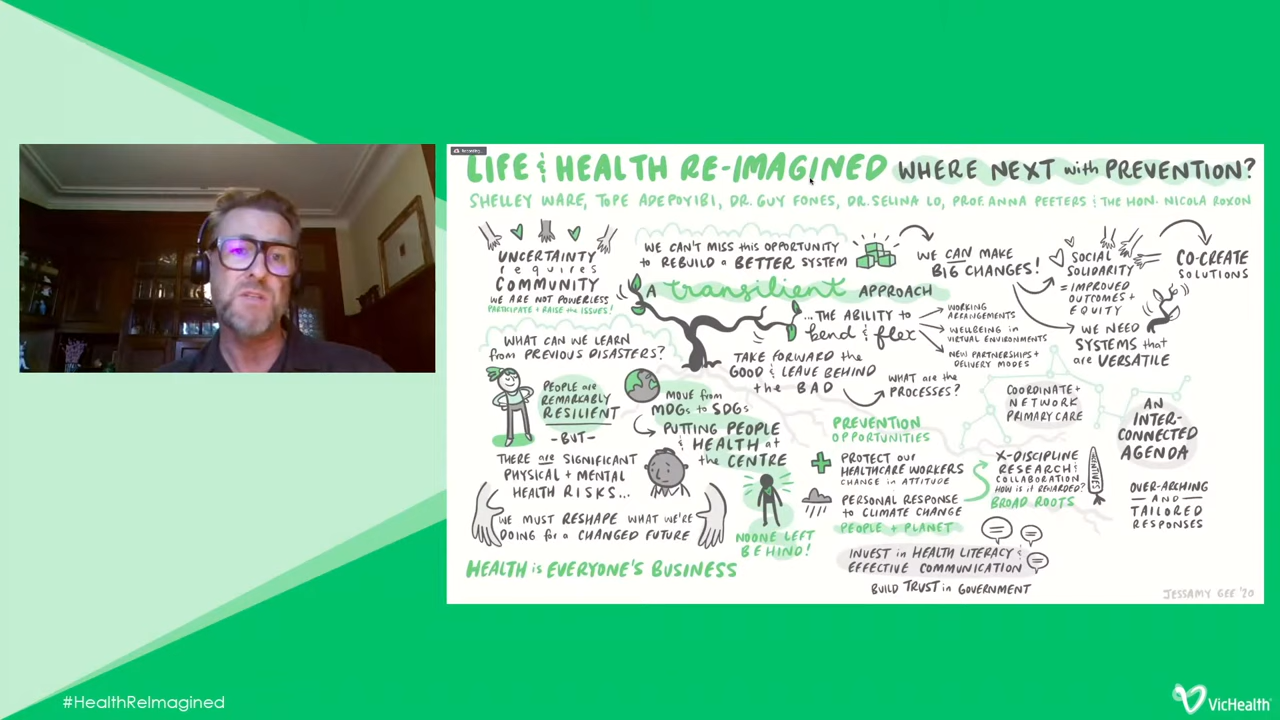 Recording...
LIFE & HEALTH RE-IMAGINED WHERE NEXT with PREVENTION?
SHELLEY WARE, TOPE ADEPOYIBI, DR. GUY FONES, DR. SELINA LO, PROF. ANNA PEETERS & THE HON. NICOLA ROXON
UNCERTAINTY
requires
COMMUNITY
WE ARE NOT POWERLESS
PARTICIPATE + RAISE the ISSUES!
WE CAN'T MISS this OPPORTUNITY
to REBUILD a BETTER SYSTEM
WE CAN MAKE
BIG CHANGES!
SOCIAL
SOLIDARITY
= IMPROVED
OUTCOMES +
EQUITY
CO-CREATE
SOLUTIONS
A transilient APPROACH
...THE ABILITY to
bend & flex
WORKING
ARRANGEMENTS
WELLBEING in
VIRTUAL ENVIRONMENTS
NEW PARTNERSHIPS +
DELIVERY MODES
WE NEED
SYSTEMS that
are VERSATILE
WHAT CAN WE LEARN
from PREVIOUS DISASTERS?
TAKE FORWARD the
GOOD & LEAVE BEHIND
the BAD
WHAT are the
PROCESSES?
PEOPLE are
REMARKABLY
RESILIENT
-BUT-
THERE are SIGNIFICANT
PHYSICAL + MENTAL
HEALTH RISKS...
WE MUST RESHAPE WHAT WE'RE
DOING for a CHANGED FUTURE
HEALTH is EVERYONE'S BUSINESS
MOVE from
MDGs to SDGs
PUTTING PEOPLE
& HEALTH at
the CENTRE
NOONE LEFT
BEHIND!
PREVENTION
OPPORTUNITIES
PROTECT our
HEALTHCARE WORKERS
CHANGE in ATTITUDE
PERSONAL RESPONSE
to CLIMATE CHANGE
PEOPLE + PLANET
INVEST in HEALTH LITERACY &
EFFECTIVE COMMUNICATION
BUILD TRUST in GOVERNMENT
COORDINATE +
NETWORK
PRIMARY CARE
X-DISCIPLINE
RESEARCH &
COLLABORATION
HOW is it REWARDED?
BROAD ROOTS
AN
INTER-
CONNECTED
AGENDA
OVER-ARCHING
- AND -
TAILORED
RESPONSES
JESSAMY GEE '20
#HealthReImagined
VicHealth